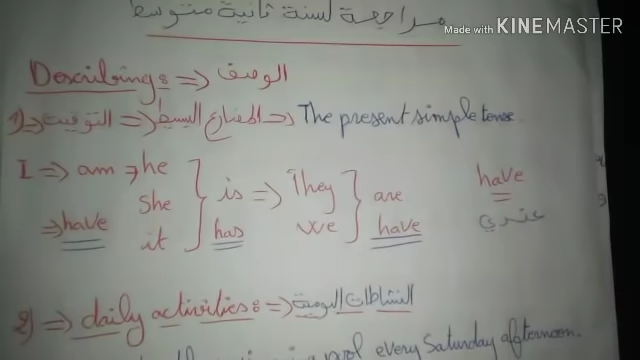 مراجعة لسنة ثانية متوسط
Made with KINEMASTER
Describing: => الوصف
1) => التوقيت => المضارع البسيط The present simple tense.
I => am => he
She
it
} is => They
We
} are
have
=> have
has
have
عندي
2) => daily activities: => النشاطات اليومية
every Saturday afternoon.